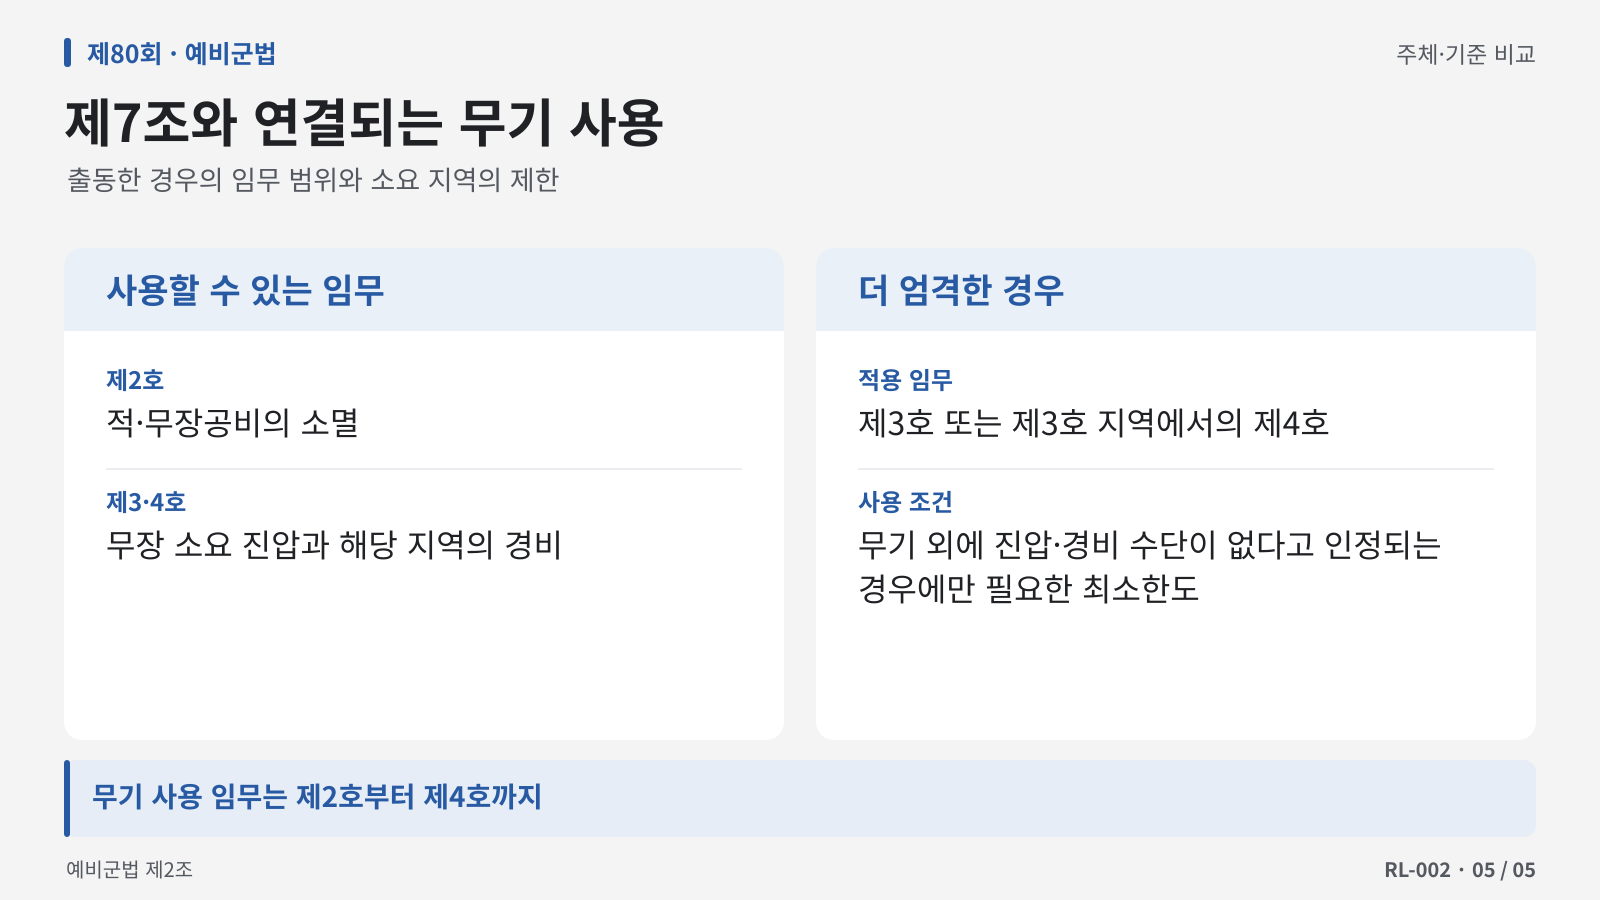 제80회 · 예비군법
주체·기준 비교
제7조와 연결되는 무기 사용
출동한 경우의 임무 범위와 소요 지역의 제한
사용할 수 있는 임무
제2호
적·무장공비의 소멸
제3·4호
무장 소요 진압과 해당 지역의 경비
더 엄격한 경우
적용 임무
제3호 또는 제3호 지역에서의 제4호
사용 조건
무기 외에 진압·경비 수단이 없다고 인정되는
경우에만 필요한 최소한도
무기 사용 임무는 제2호부터 제4호까지
예비군법 제2조
RL-002 · 05 / 05